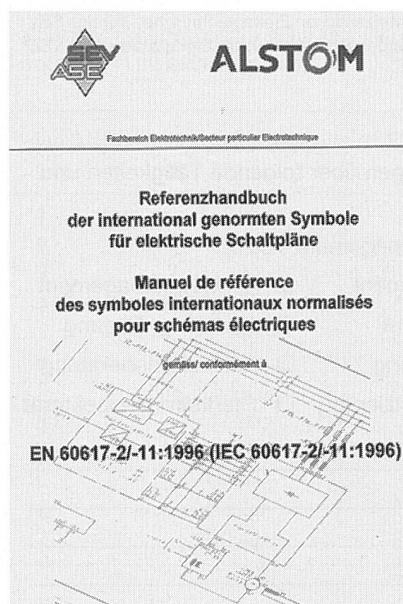 SEV
ASE
ALSTOM
Fachbereich Elektrotechnik/Secteur particulier Electrotechnique
Referenzhandbuch
der international genormten Symbole
für elektrische Schaltpläne
Manuel de référence
des symboles internationaux normalisés
pour schémas électriques
gemäss/ conformément à
EN 60617-2/-11:1996 (IEC 60617-2/-11:1996)